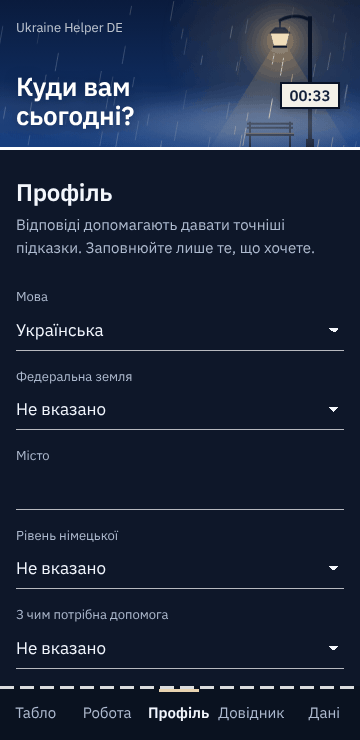 Ukraine Helper DE
Куди вам
сьогодні?
00:33
Профіль
Відповіді допомагають давати точніші
підказки. Заповнюйте лише те, що хочете.
Мова
Українська
Федеральна земля
Не вказано
Місто
Рівень німецької
Не вказано
З чим потрібна допомога
Не вказано
Табло Робота Профіль Довідник Дані